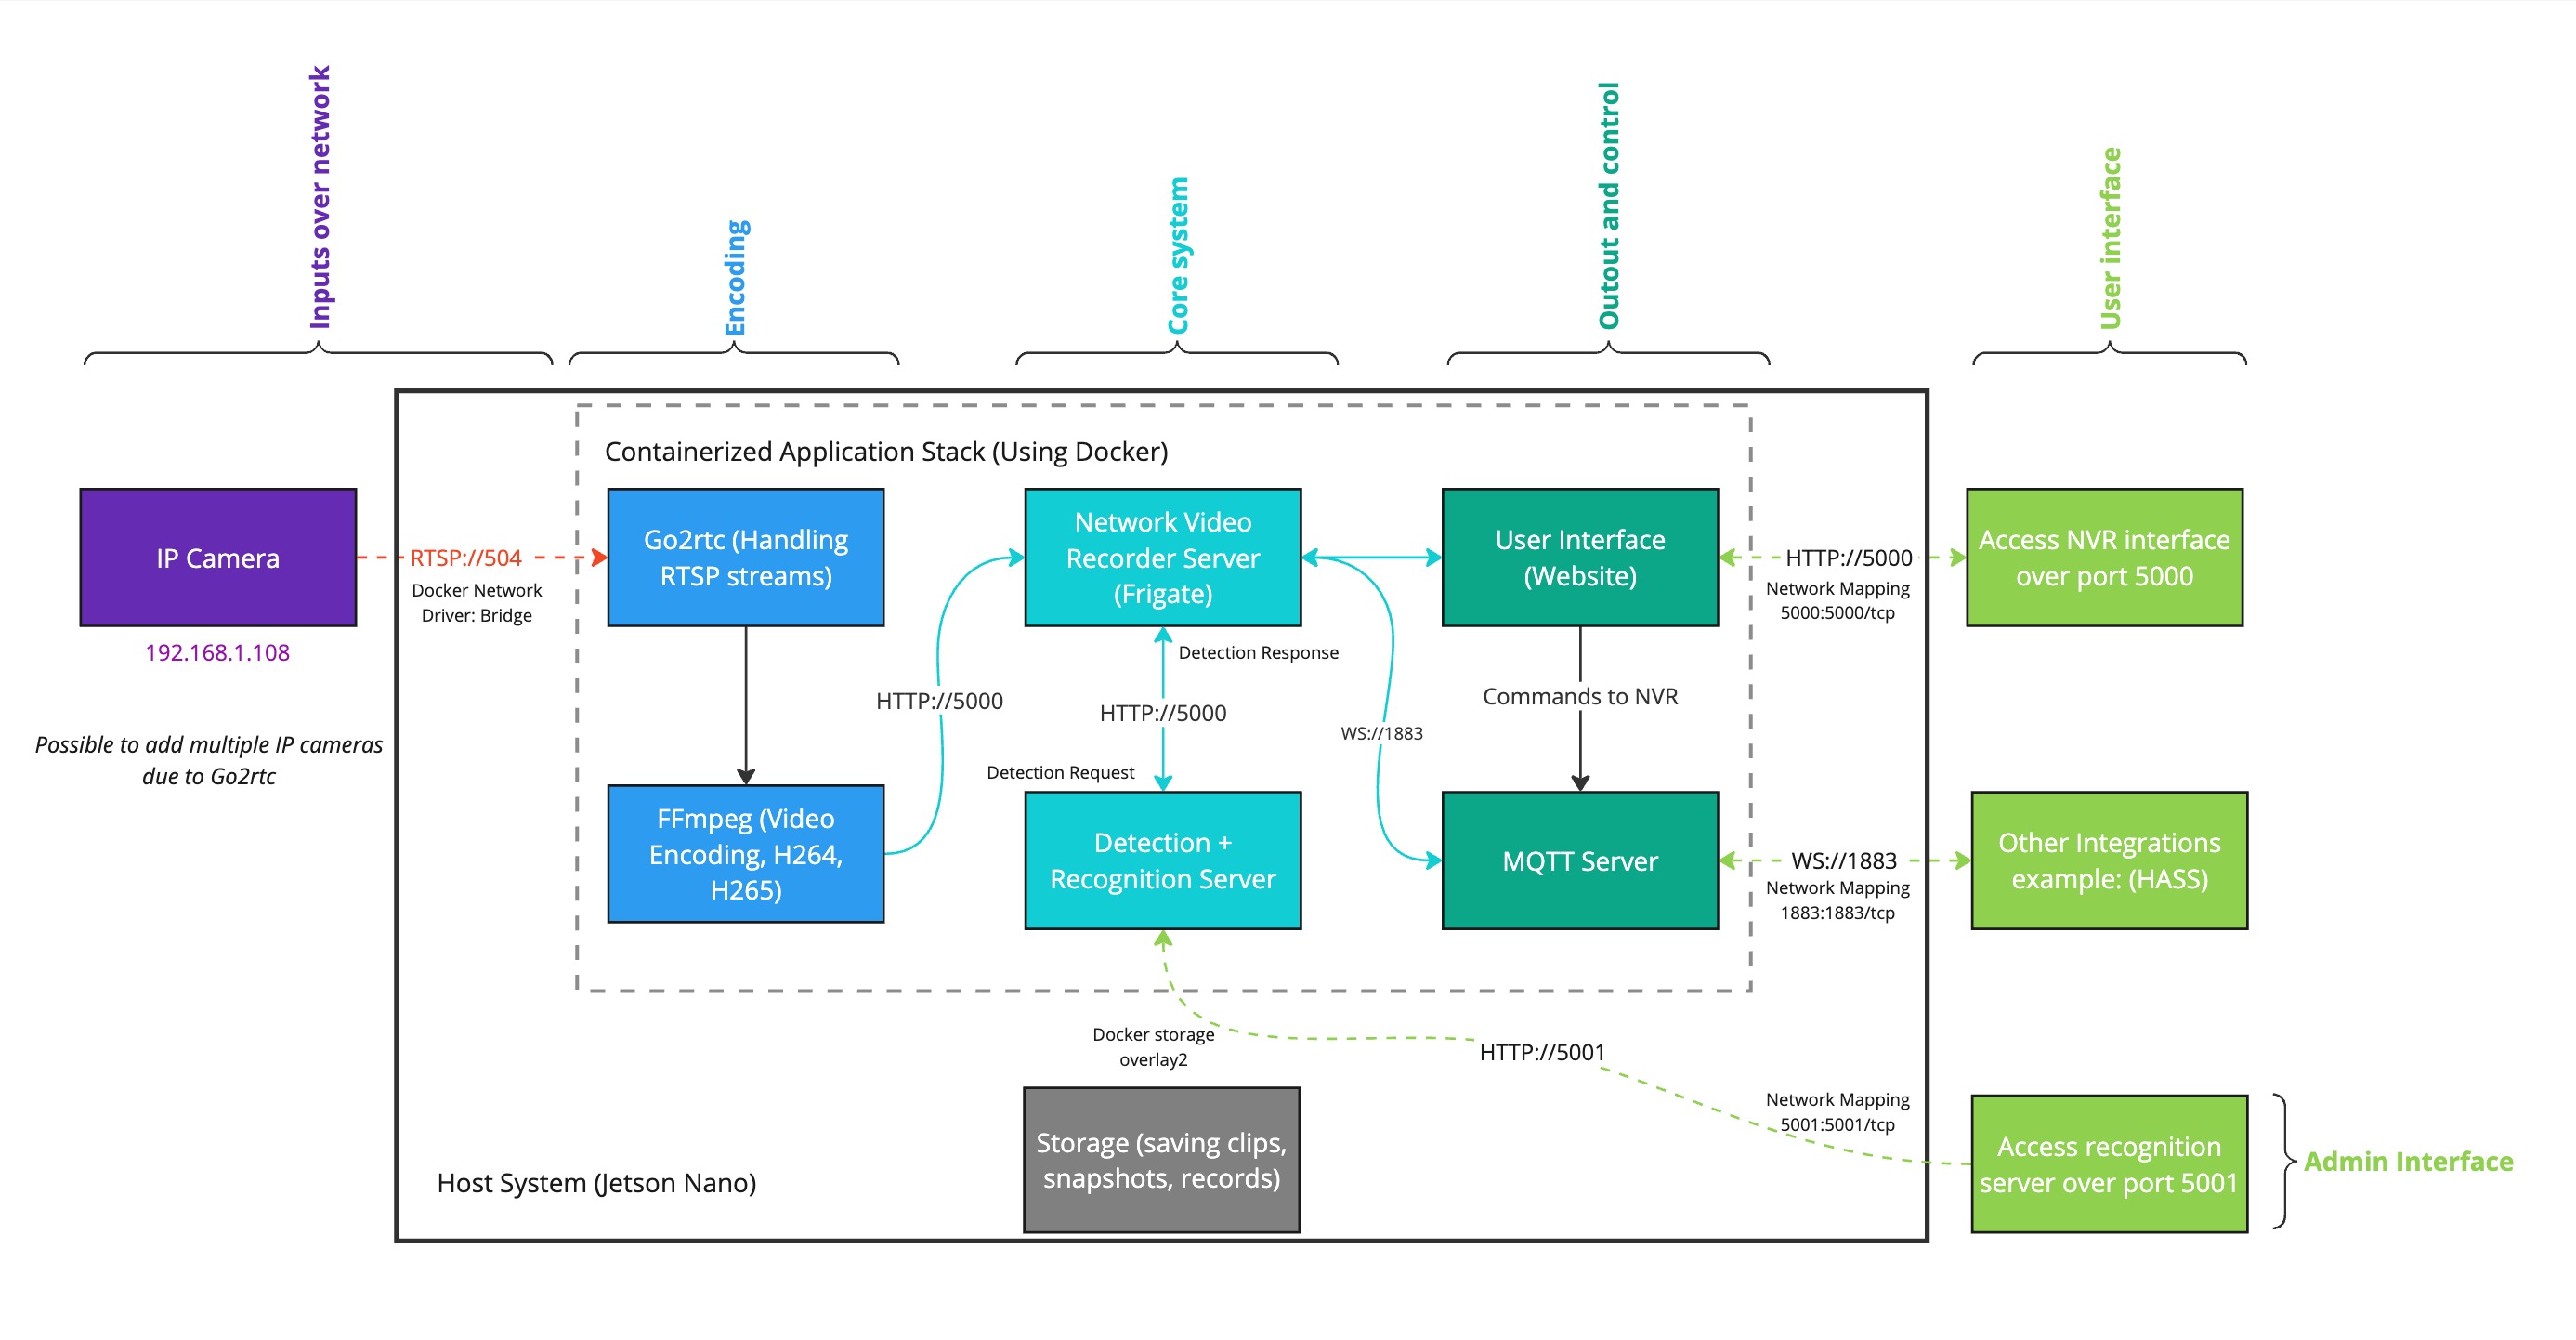 Inputs over network
Encoding
Core system
Outout and control
User interface
Containerized Application Stack (Using Docker)
IP Camera
192.168.1.108
Possible to add multiple IP cameras
due to Go2rtc
RTSP://504
Docker Network
Driver: Bridge
Go2rtc (Handling
RTSP streams)
FFmpeg (Video
Encoding, H264,
H265)
HTTP://5000
Network Video
Recorder Server
(Frigate)
Detection Response
HTTP://5000
Detection Request
Detection +
Recognition Server
WS://1883
User Interface
(Website)
Commands to NVR
MQTT Server
HTTP://5000
Network Mapping
5000:5000/tcp
Access NVR interface
over port 5000
WS://1883
Network Mapping
1883:1883/tcp
Other Integrations
example: (HASS)
Docker storage
overlay2
HTTP://5001
Network Mapping
5001:5001/tcp
Storage (saving clips,
snapshots, records)
Host System (Jetson Nano)
Access recognition
server over port 5001
Admin Interface